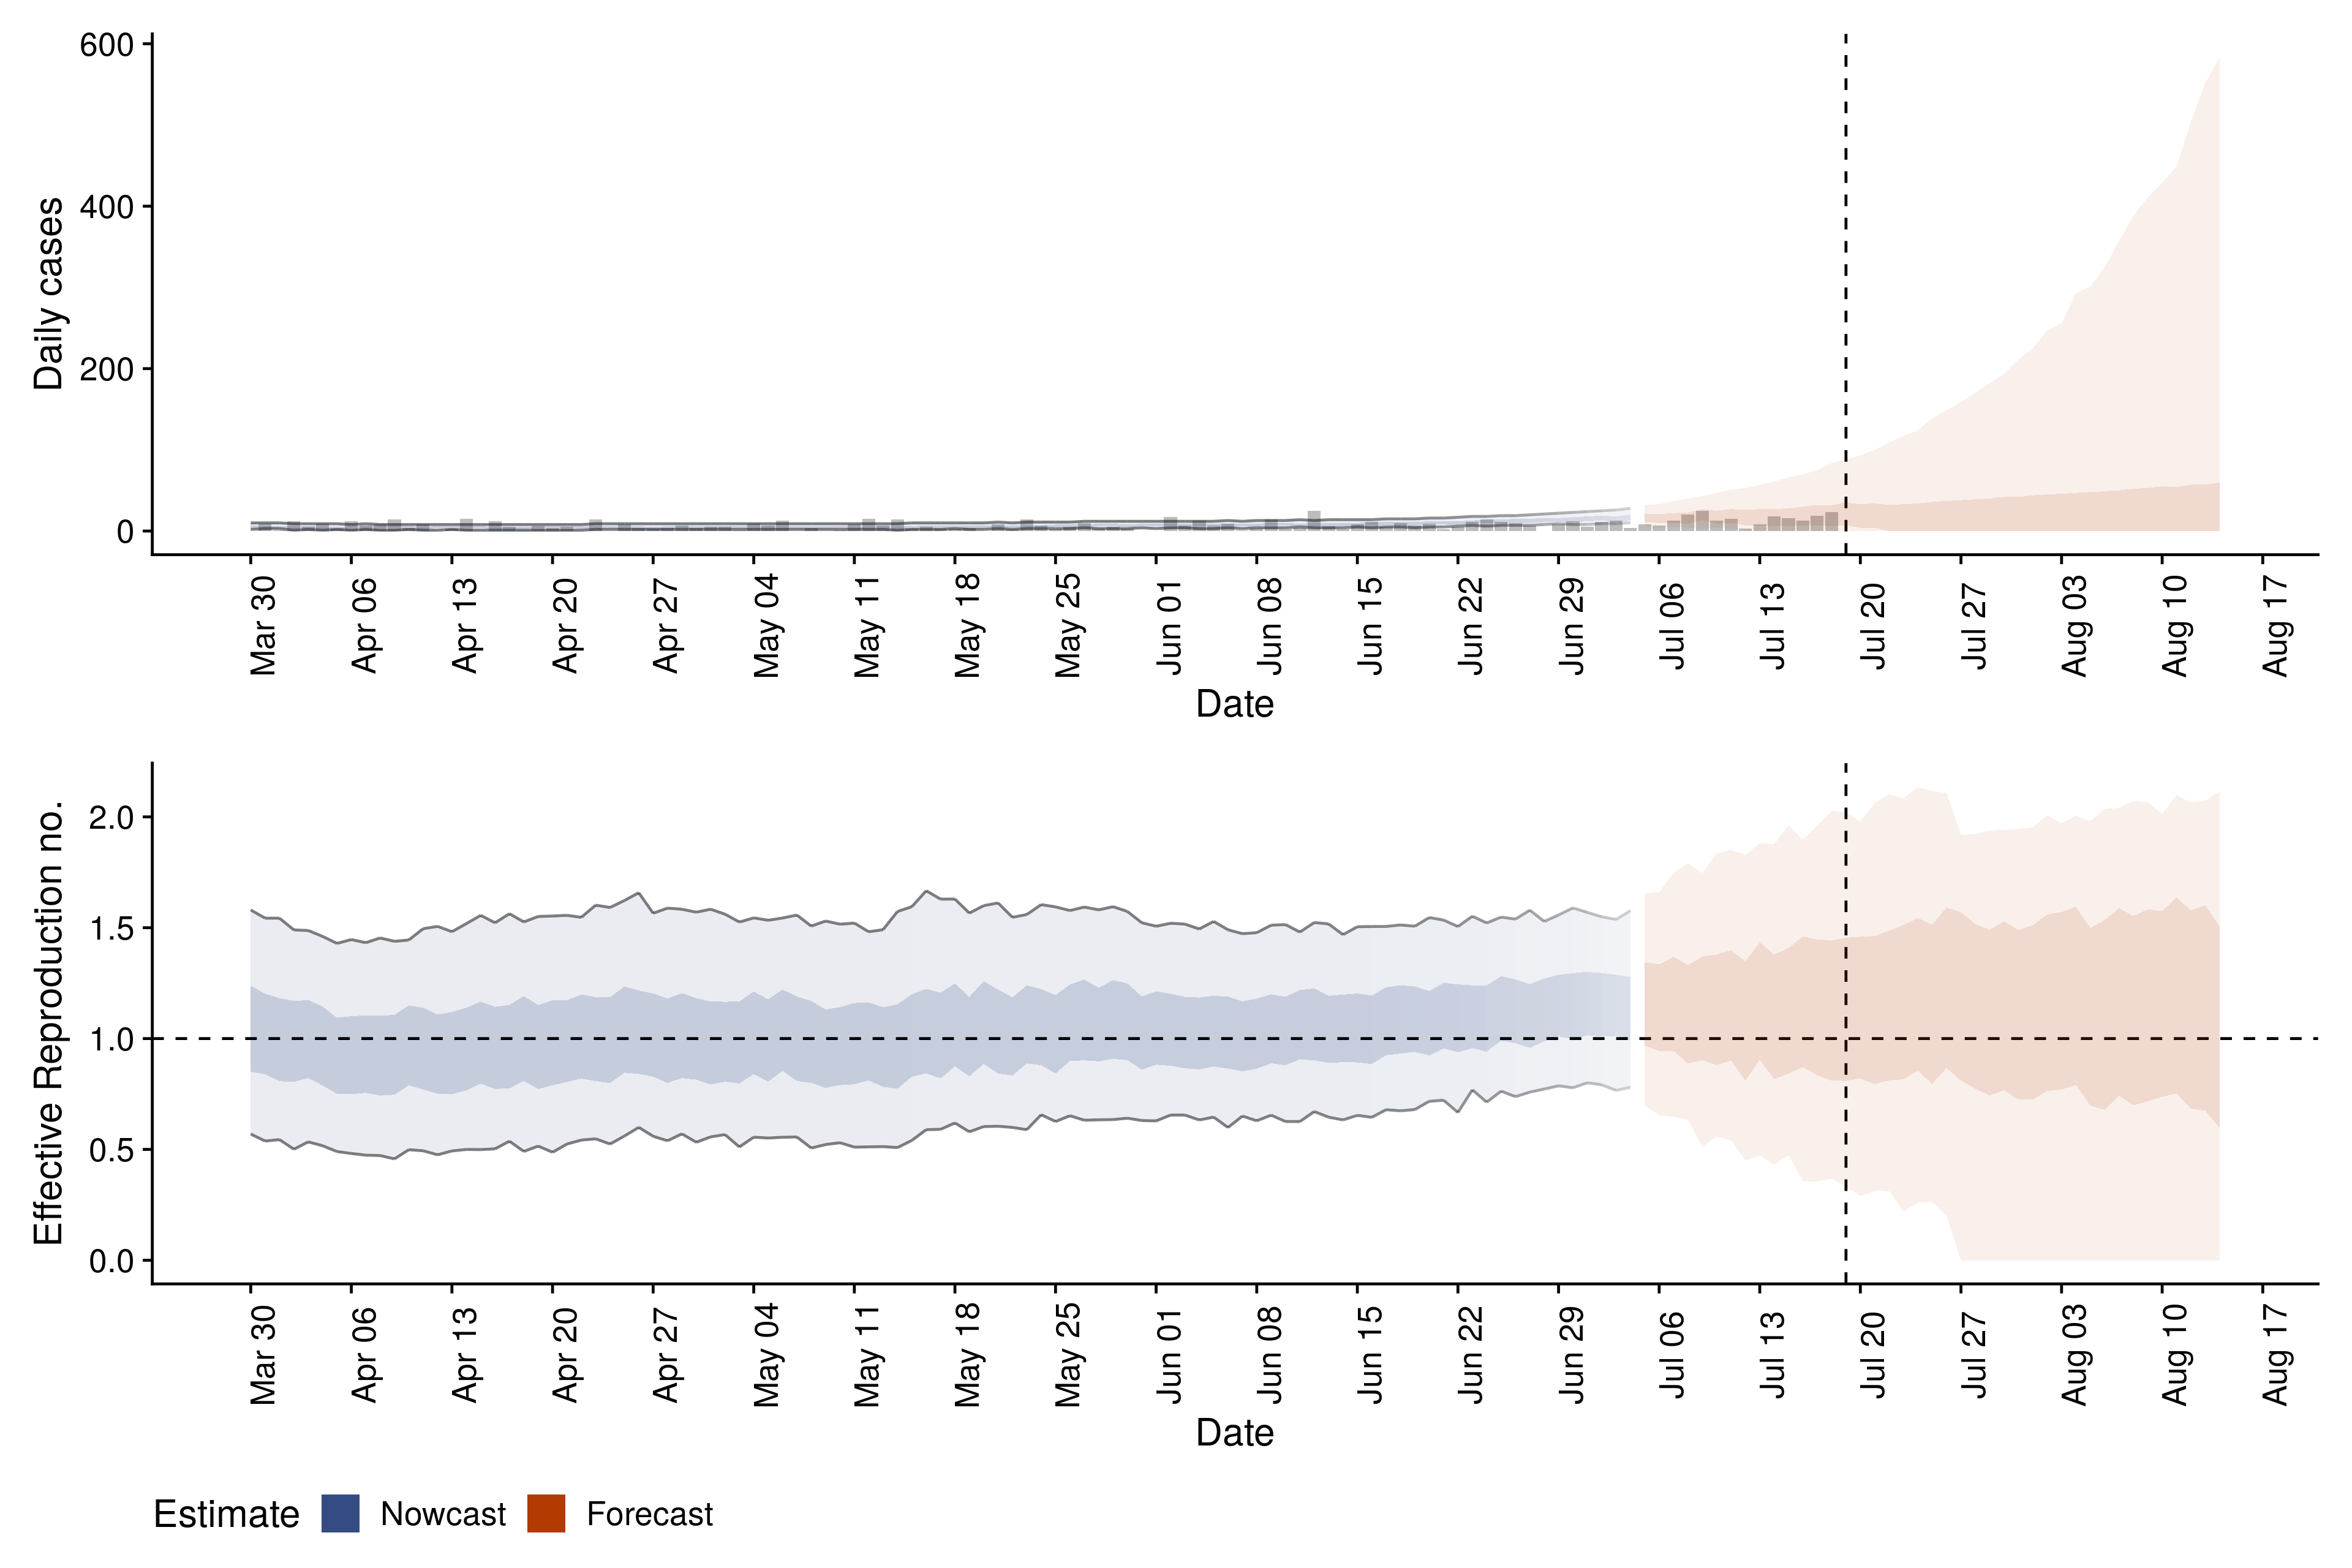 600
400
200
0
Daily cases
Mar 30
Apr 06
Apr 13
Apr 20
Apr 27
May 04
May 11
May 18
May 25
Jun 01
Jun 08
Jun 15
Jun 22
Jun 29
Jul 06
Jul 13
Jul 20
Jul 27
Aug 03
Aug 10
Aug 17
Date
2.0
1.5
1.0
0.5
0.0
Effective Reproduction no.
Mar 30
Apr 06
Apr 13
Apr 20
Apr 27
May 04
May 11
May 18
May 25
Jun 01
Jun 08
Jun 15
Jun 22
Jun 29
Jul 06
Jul 13
Jul 20
Jul 27
Aug 03
Aug 10
Aug 17
Date
Estimate Nowcast Forecast